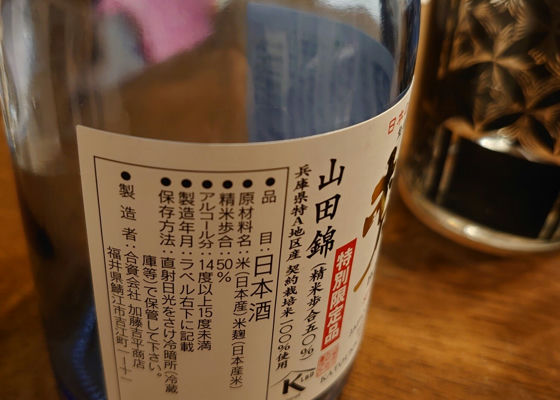 山田錦(精米歩合五〇%)
特別限定品
兵庫県特A地区産 契約栽培米一〇〇%使用
●品目:日本酒
●原材料名:米(日本産)米麹(日本産米)
●精米歩合:50%
●アルコール分:14度以上15度未満
●製造年月:ラベル右下に記載
●保存方法:直射日光をさけ冷暗所(冷蔵
庫等)で保管して下さい。
●製造者:合資会社 加藤吉平商店
福井県鯖江市吉江町一ー十一
K